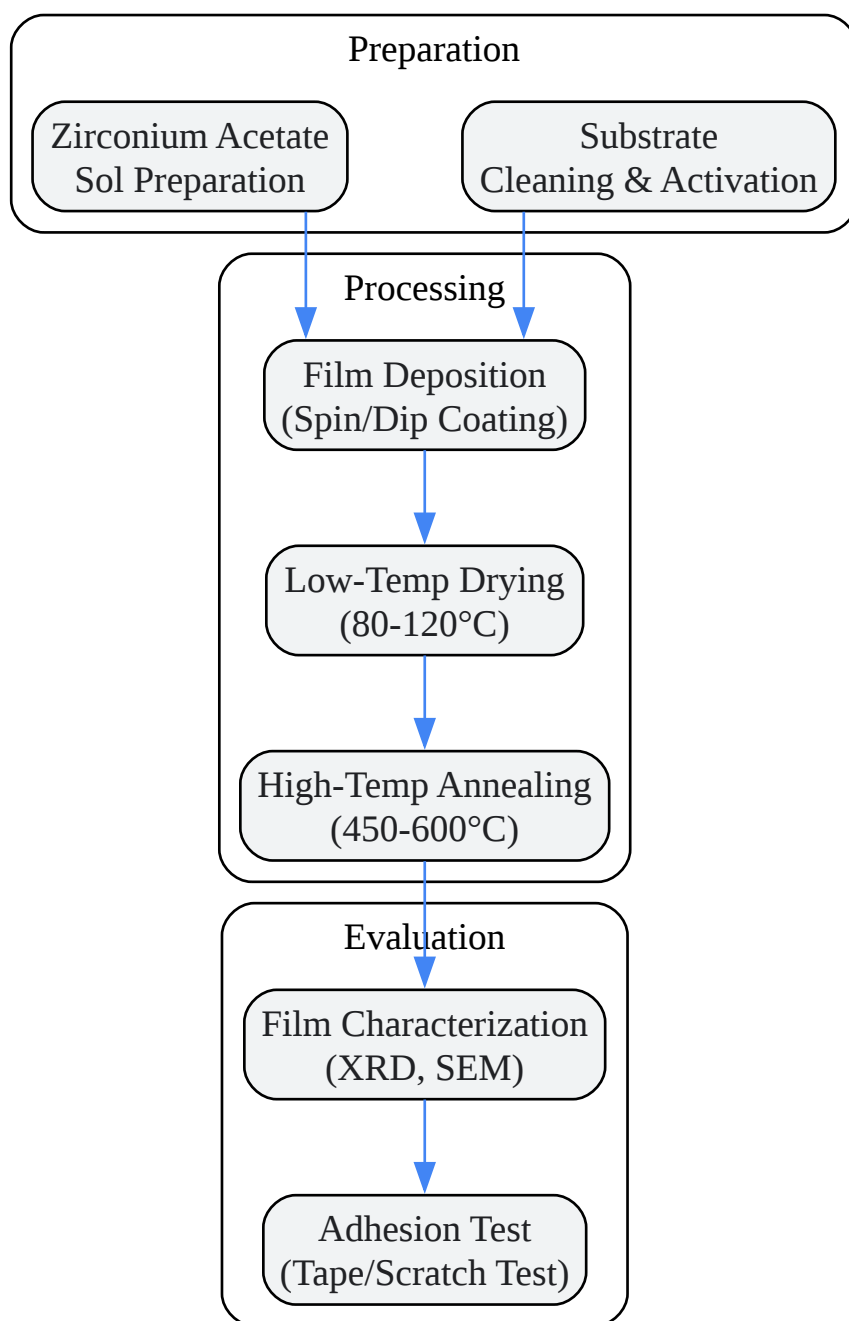 Preparation
Zirconium Acetate
Sol Preparation
Substrate
Cleaning & Activation
Processing
Film Deposition
(Spin/Dip Coating)
Low-Temp Drying
(80-120°C)
High-Temp Annealing
(450-600°C)
Evaluation
Film Characterization
(XRD, SEM)
Adhesion Test
(Tape/Scratch Test)